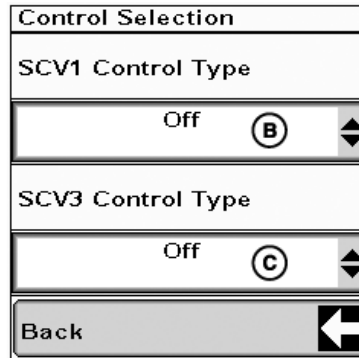 Control Selection
SCV1 Control Type
Off B
SCV3 Control Type
Off C
Back